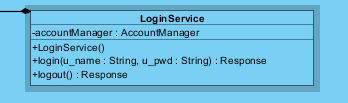 LoginService
-accountManager : AccountManager
+LoginService()
+login(u_name : String, u_pwd : String) : Response
+logout() : Response